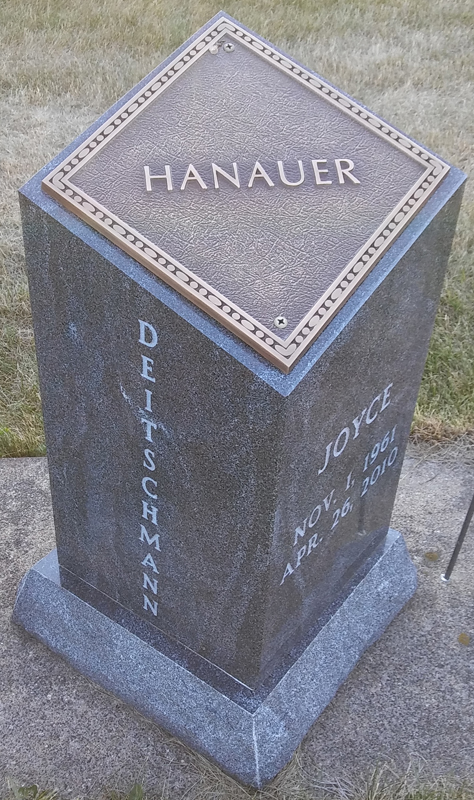 HANAUER
DEITSCHMANN
JOYCE
NOV. 1, 1961
APR. 26, 2010